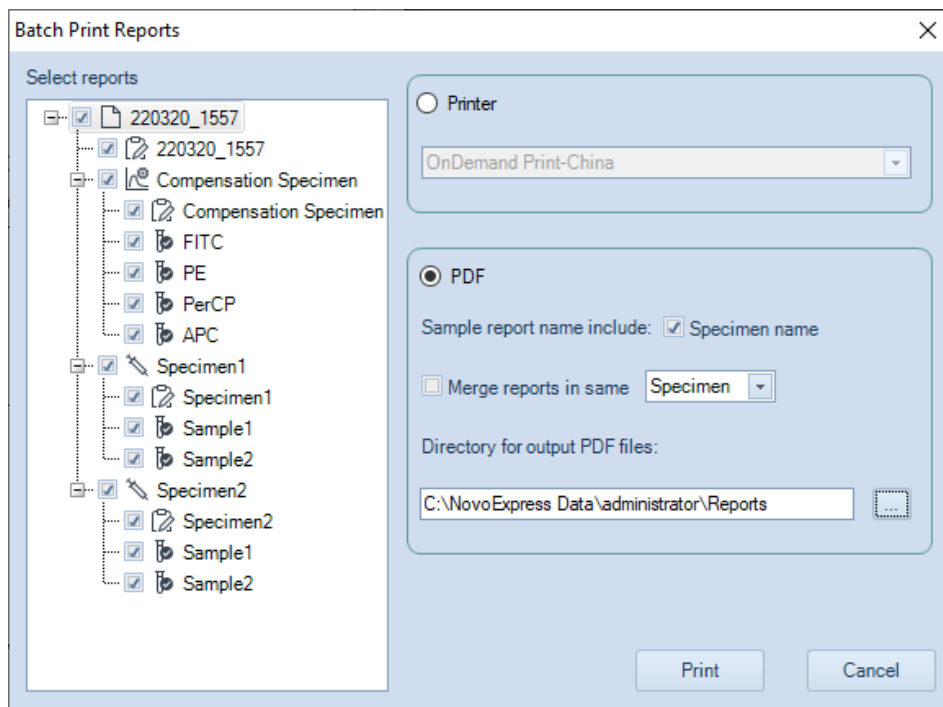 Batch Print Reports
Select reports
220320_1557
220320_1557
Compensation Specimen
Compensation Specimen
FITC
PE
PerCP
APC
Specimen1
Specimen1
Sample1
Sample2
Specimen2
Specimen2
Sample1
Sample2
Printer
OnDemand Print-China
PDF
Sample report name include: Specimen name
Merge reports in same Specimen
Directory for output PDF files:
C:\NovoExpress Data\administrator\Reports ...
Print Cancel